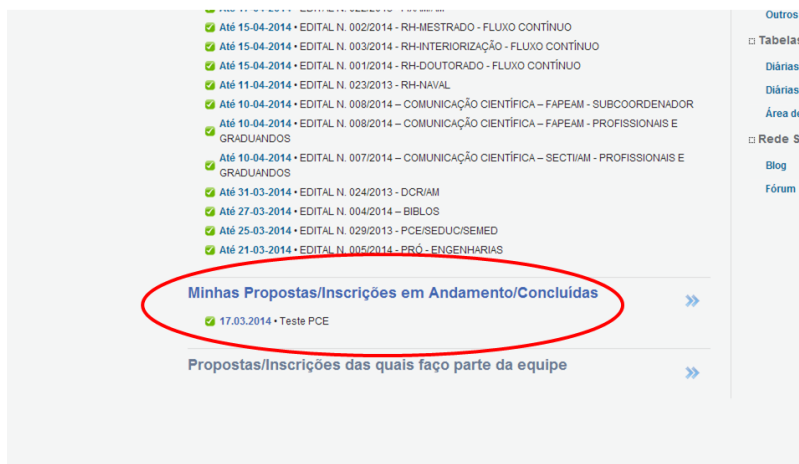 Até 15-04-2014 • EDITAL N. 002/2014 - RH-MESTRADO - FLUXO CONTÍNUO
Até 15-04-2014 • EDITAL N. 003/2014 - RH-INTERIORIZAÇÃO - FLUXO CONTÍNUO
Até 15-04-2014 • EDITAL N. 001/2014 - RH-DOUTORADO - FLUXO CONTÍNUO
Até 11-04-2014 • EDITAL N. 023/2013 - RH-NAVAL
Até 10-04-2014 • EDITAL N. 008/2014 – COMUNICAÇÃO CIENTÍFICA – FAPEAM - SUBCOORDENADOR
Até 10-04-2014 • EDITAL N. 008/2014 – COMUNICAÇÃO CIENTÍFICA – FAPEAM - PROFISSIONAIS E
GRADUANDOS
Até 10-04-2014 • EDITAL N. 007/2014 – COMUNICAÇÃO CIENTÍFICA – SECTI/AM - PROFISSIONAIS E
GRADUANDOS
Até 31-03-2014 • EDITAL N. 024/2013 - DCR/AM
Até 27-03-2014 • EDITAL N. 004/2014 – BIBLOS
Até 25-03-2014 • EDITAL N. 029/2013 - PCE/SEDUC/SEMED
Até 21-03-2014 • EDITAL N. 005/2014 - PRÓ - ENGENHARIAS
Minhas Propostas/Inscrições em Andamento/Concluídas
17.03.2014 • Teste PCE
Propostas/Inscrições das quais faço parte da equipe
Outros
Tabelas
Diárias
Diárias
Área de
Rede S
Blog
Fórum